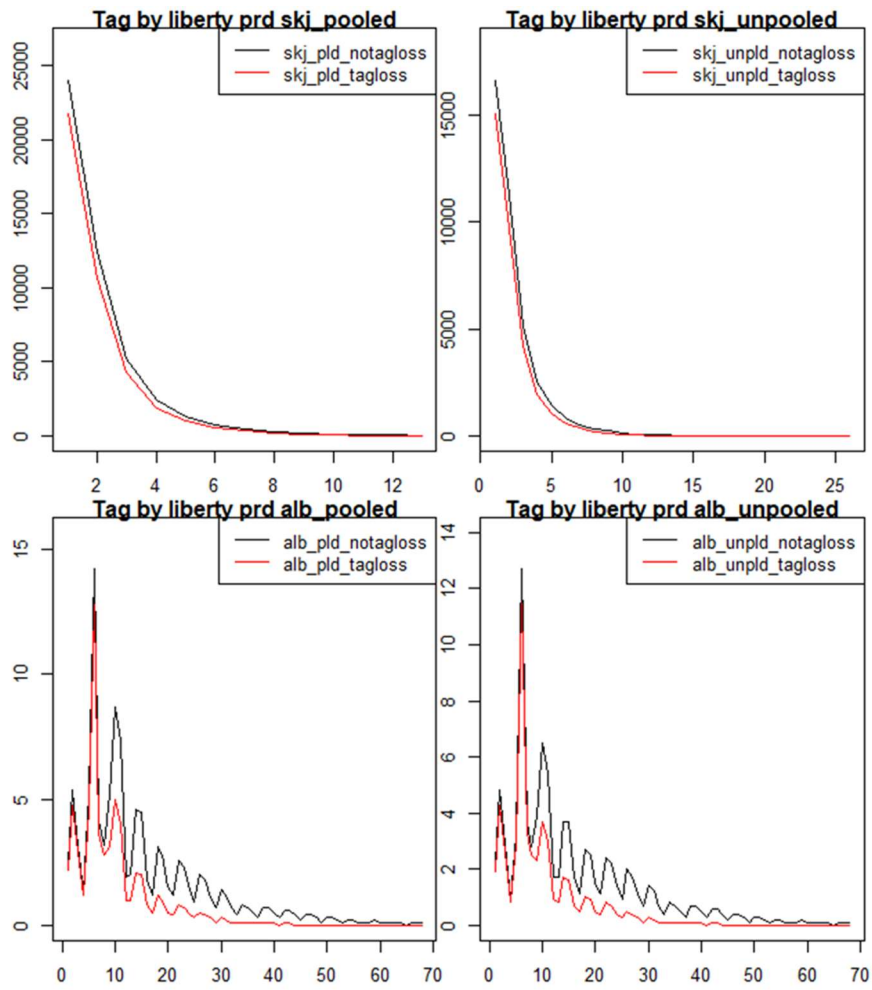 Tag by liberty prd skj_pooled
skj_pld_notagloss
skj_pld_tagloss
25000
20000
15000
10000
5000
0
2 4 6 8 10 12
Tag by liberty prd skj_unpooled
skj_unpld_notagloss
skj_unpld_tagloss
15000
10000
5000
0
0 5 10 15 20 25
Tag by liberty prd alb_pooled
alb_pld_notagloss
alb_pld_tagloss
15
10
5
0
0 10 20 30 40 50 60 70
Tag by liberty prd alb_unpooled
alb_unpld_notagloss
alb_unpld_tagloss
14
12
10
8
6
4
2
0
0 10 20 30 40 50 60 70